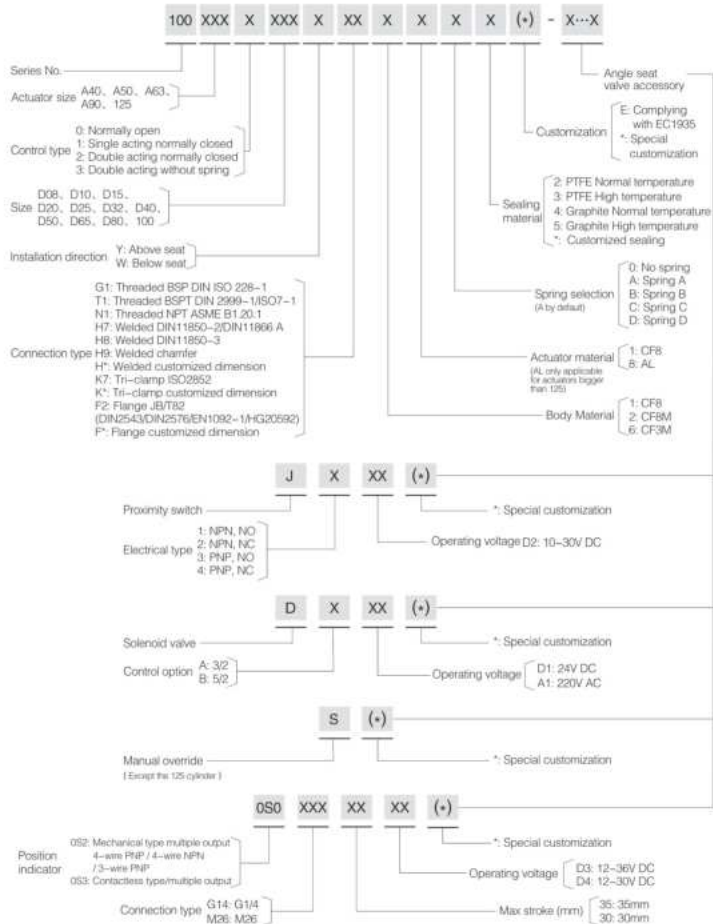 100 XXX X XXX X XX X X X X (*) - X···X
Series No.
Angle seat
valve accessory
Actuator size A40、A50、A63、
A90、125
Customization
E: Complying
with EC1935
*: Special
customization
Control type
0: Normally open
1: Single acting normally closed
2: Double acting normally closed
3: Double acting without spring
Sealing
material
2: PTFE Normal temperature
3: PTFE High temperature
4: Graphite Normal temperature
5: Graphite High temperature
*: Customized sealing
Size
D08、D10、D15、
D20、D25、D32、D40、
D50、D65、D80、100
Installation direction
Y: Above seat
W: Below seat
Spring selection
(A by default)
0: No spring
A: Spring A
B: Spring B
C: Spring C
D: Spring D
Connection type
G1: Threaded BSP DIN ISO 228-1
T1: Threaded BSPT DIN 2999-1/ISO7-1
N1: Threaded NPT ASME B1.20.1
H7: Welded DIN11850-2/DIN11866 A
H8: Welded DIN11850-3
H9: Welded chamfer
H*: Welded customized dimension
K7: Tri-clamp ISO2852
K*: Tri-clamp customized dimension
F2: Flange JB/T82
(DIN2543/DIN2576/EN1092-1/HG20592)
F*: Flange customized dimension
Actuator material
(AL only applicable
for actuators bigger
than 125)
1: CF8
8: AL
Body Material
1: CF8
2: CF8M
6: CF3M
J X XX (*)
Proximity switch
*: Special customization
Electrical type
1: NPN, NO
2: NPN, NC
3: PNP, NO
4: PNP, NC
Operating voltage D2: 10-30V DC
D X XX (*)
Solenoid valve
*: Special customization
Control option
A: 3/2
B: 5/2
Operating voltage
D1: 24V DC
A1: 220V AC
S (*)
Manual override
[ Except the 125 cylinder ]
*: Special customization
0S0 XXX XX XX (*)
Position
indicator
0S2: Mechanical type multiple output
4-wire PNP / 4-wire NPN
/ 3-wire PNP
0S3: Contactless type/multiple output
*: Special customization
Operating voltage
D3: 12-36V DC
D4: 12-30V DC
Connection type
G14: G1/4
M26: M26
Max stroke (mm)
35: 35mm
30: 30mm